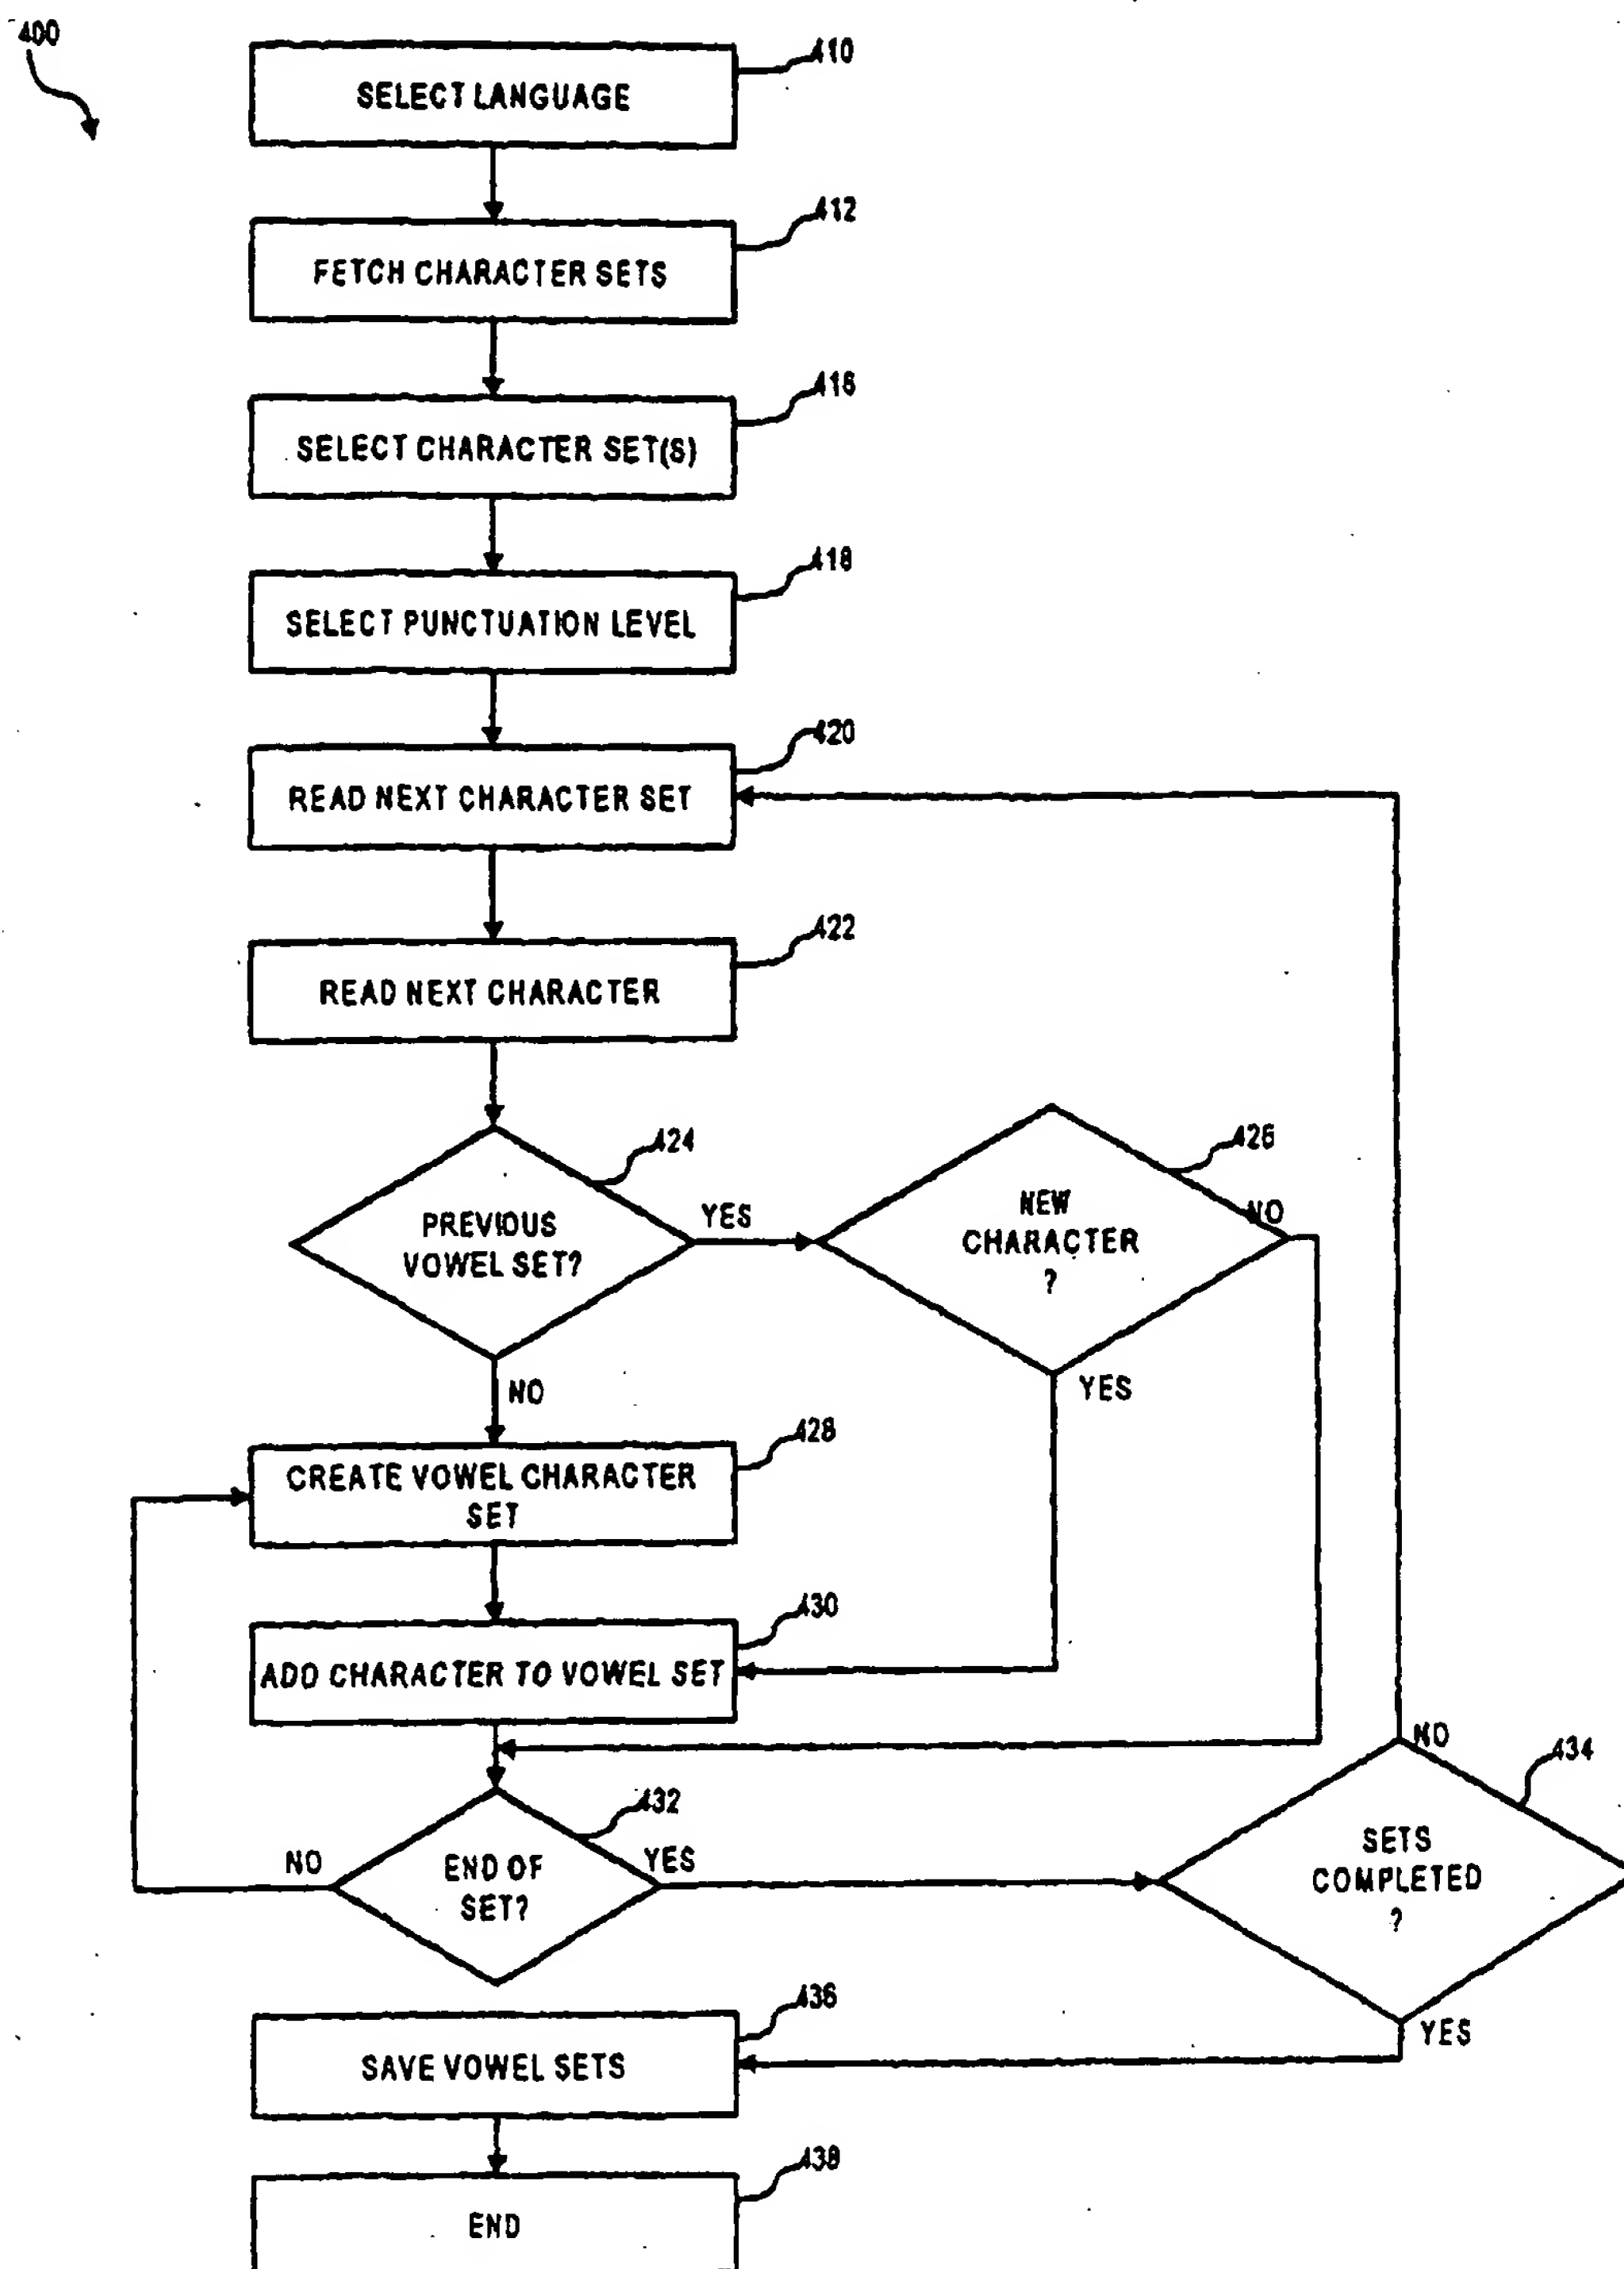 400
410
SELECT LANGUAGE
412
FETCH CHARACTER SETS
416
SELECT CHARACTER SET(S)
418
SELECT PUNCTUATION LEVEL
420
READ NEXT CHARACTER SET
422
READ NEXT CHARACTER
424
PREVIOUS
VOWEL SET?
YES
NO
426
NEW
CHARACTER
?
NO
YES
428
CREATE VOWEL CHARACTER
SET
430
ADD CHARACTER TO VOWEL SET
432
END OF
SET?
NO
YES
434
NO
SETS
COMPLETED
?
YES
436
SAVE VOWEL SETS
438
END